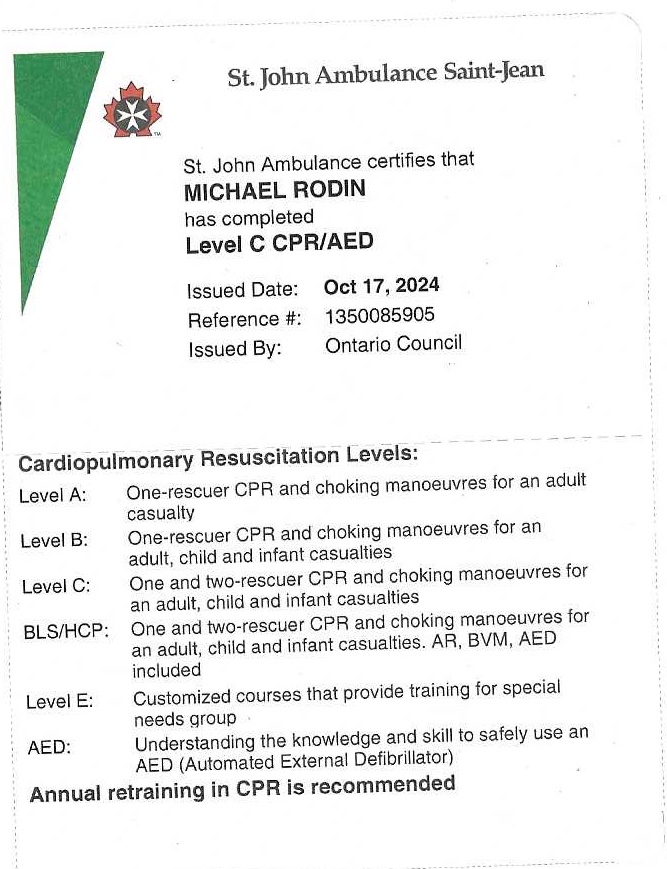 St. John Ambulance Saint-Jean
TM
St. John Ambulance certifies that
MICHAEL RODIN
has completed
Level C CPR/AED
Issued Date: Oct 17, 2024
Reference #: 1350085905
Issued By: Ontario Council
Cardiopulmonary Resuscitation Levels:
Level A: One-rescuer CPR and choking manoeuvres for an adult
casualty
Level B: One-rescuer CPR and choking manoeuvres for an
adult, child and infant casualties
Level C: One and two-rescuer CPR and choking manoeuvres for
an adult, child and infant casualties
BLS/HCP: One and two-rescuer CPR and choking manoeuvres for
an adult, child and infant casualties. AR, BVM, AED
included
Level E: Customized courses that provide training for special
needs group
AED: Understanding the knowledge and skill to safely use an
AED (Automated External Defibrillator)
Annual retraining in CPR is recommended